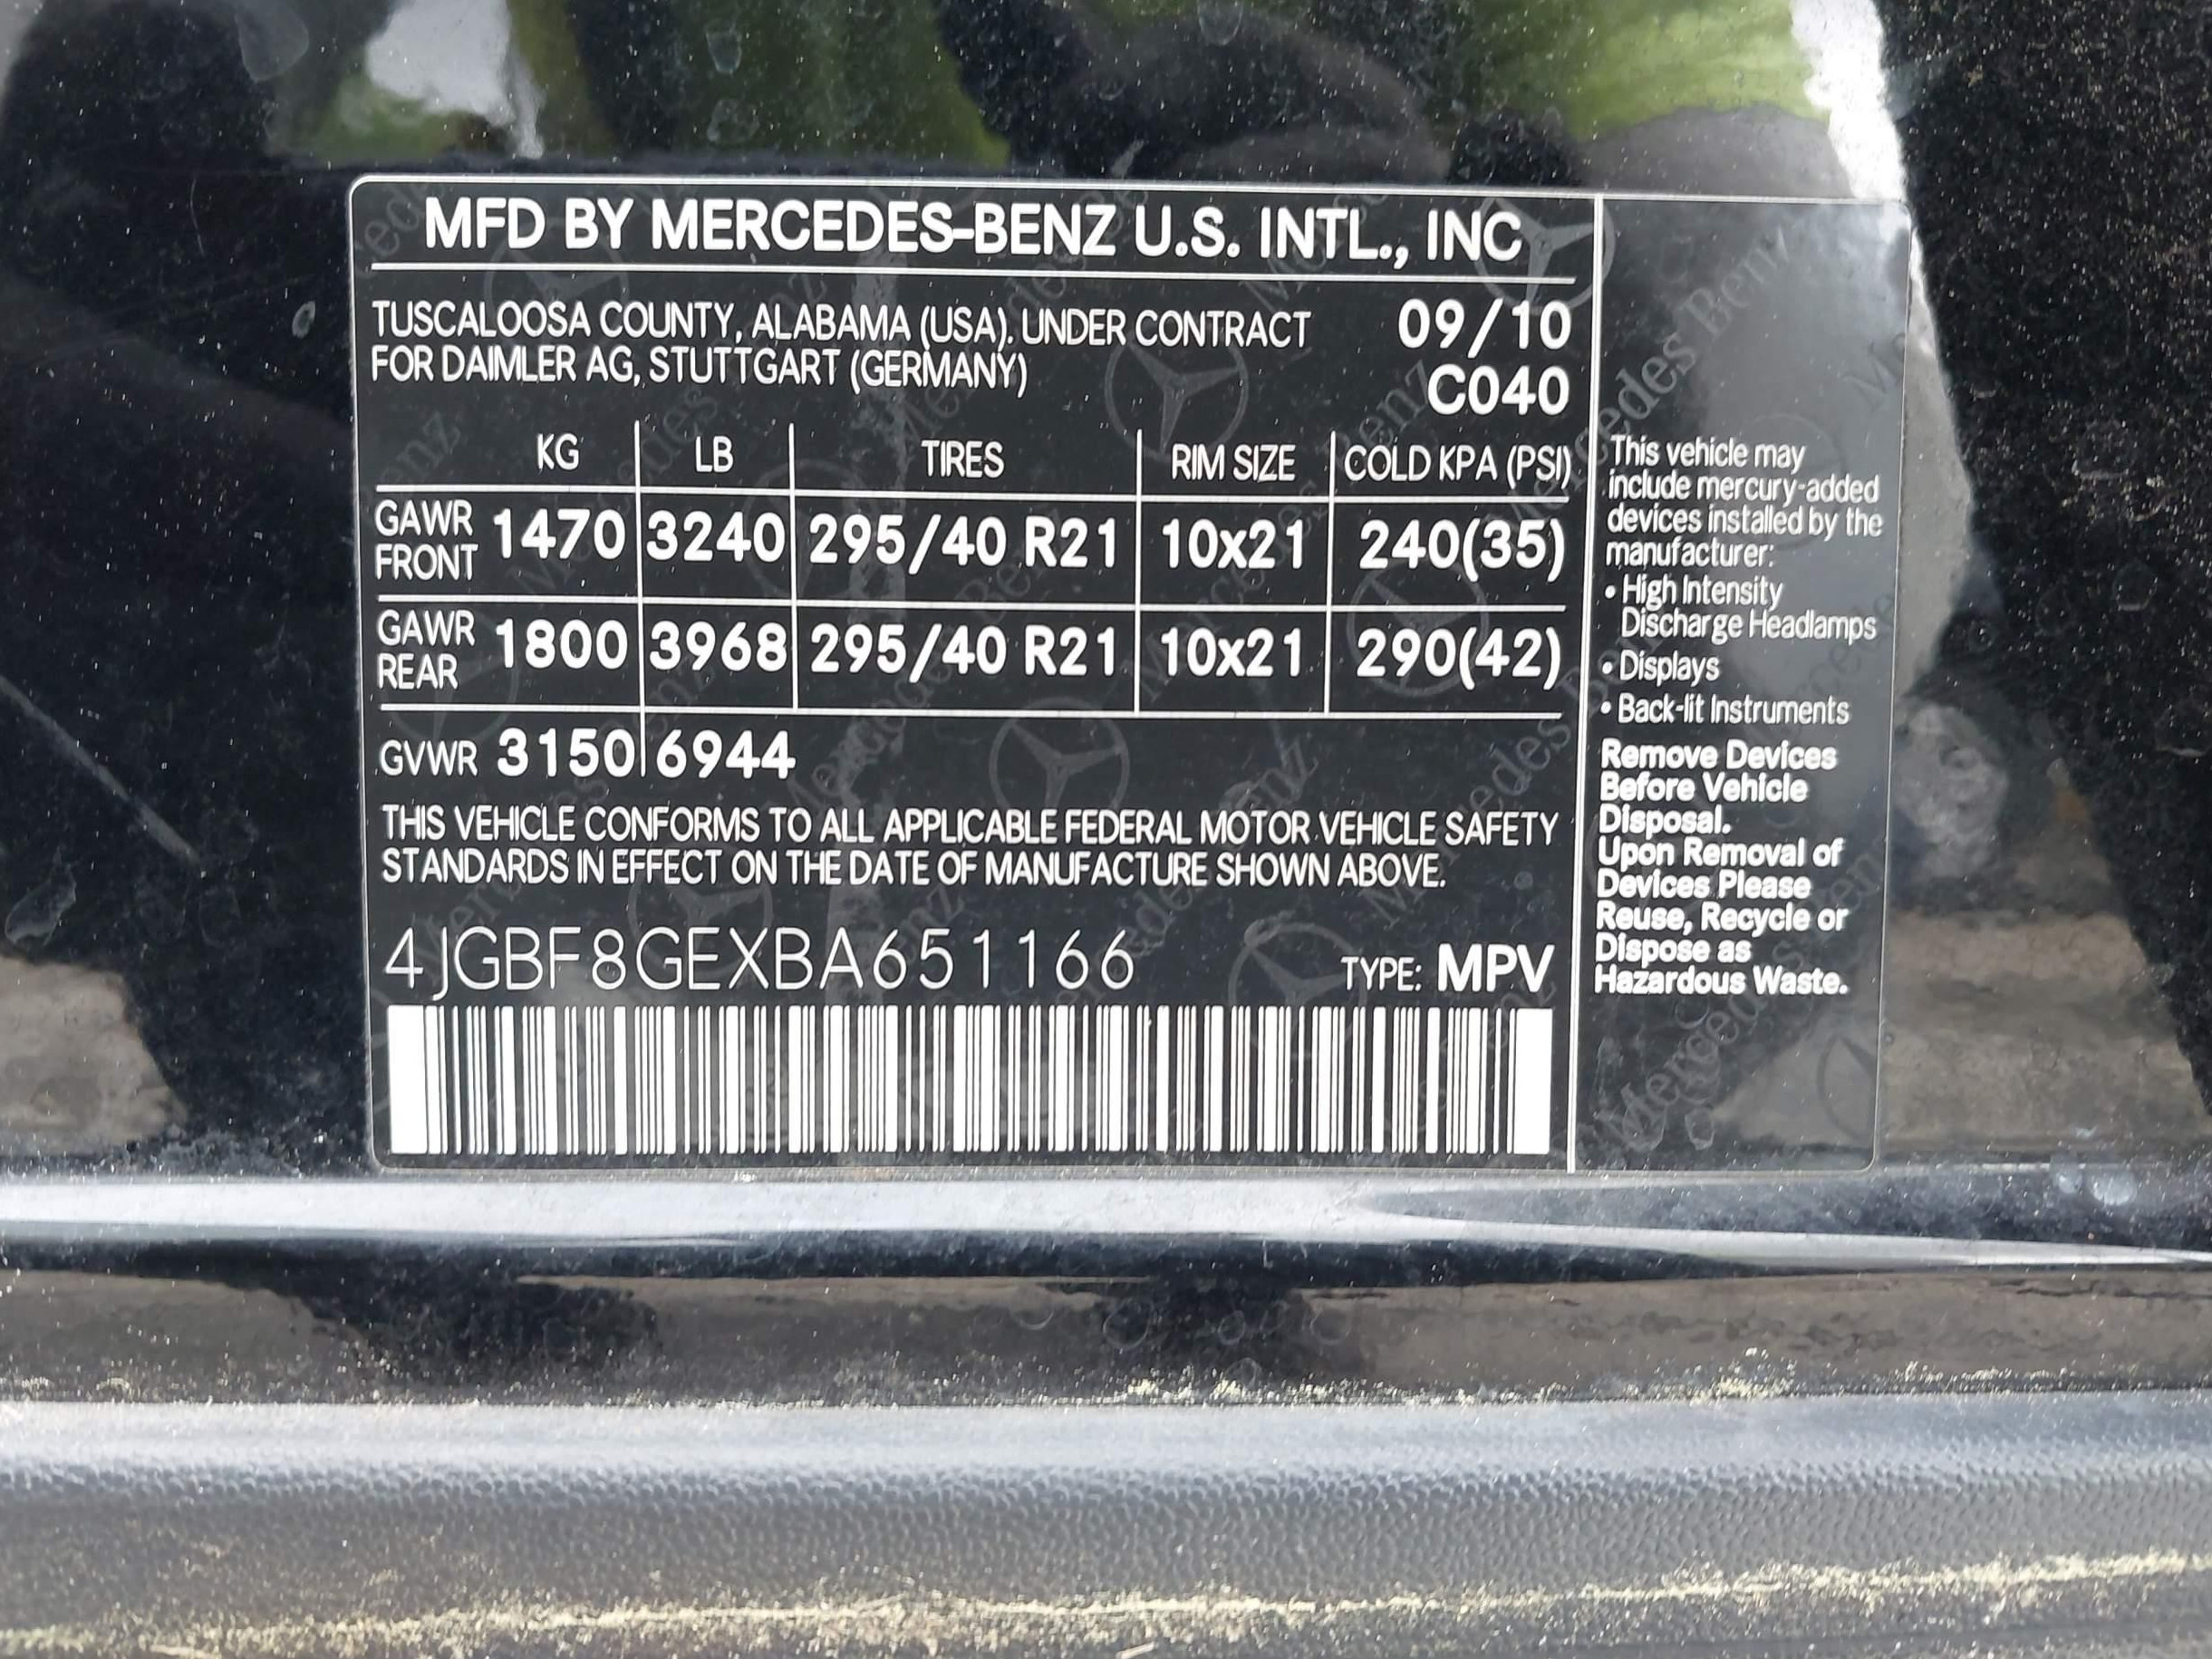 MFD BY MERCEDES-BENZ U.S. INTL., INC
TUSCALOOSA COUNTY, ALABAMA (USA). UNDER CONTRACT 09/10
FOR DAIMLER AG, STUTTGART (GERMANY) C040
KG LB TIRES RIM SIZE COLD KPA (PSI)
GAWR FRONT 1470 3240 295/40 R21 10x21 240(35)
GAWR REAR 1800 3968 295/40 R21 10x21 290(42)
GVWR 3150 6944
THIS VEHICLE CONFORMS TO ALL APPLICABLE FEDERAL MOTOR VEHICLE SAFETY
STANDARDS IN EFFECT ON THE DATE OF MANUFACTURE SHOWN ABOVE.
4JGBF8GEXBA651166 TYPE: MPV
This vehicle may
include mercury-added
devices installed by the
manufacturer:
• High Intensity
Discharge Headlamps
• Displays
• Back-lit Instruments
Remove Devices
Before Vehicle
Disposal.
Upon Removal of
Devices Please
Reuse, Recycle or
Dispose as
Hazardous Waste.
Mercedes Benz